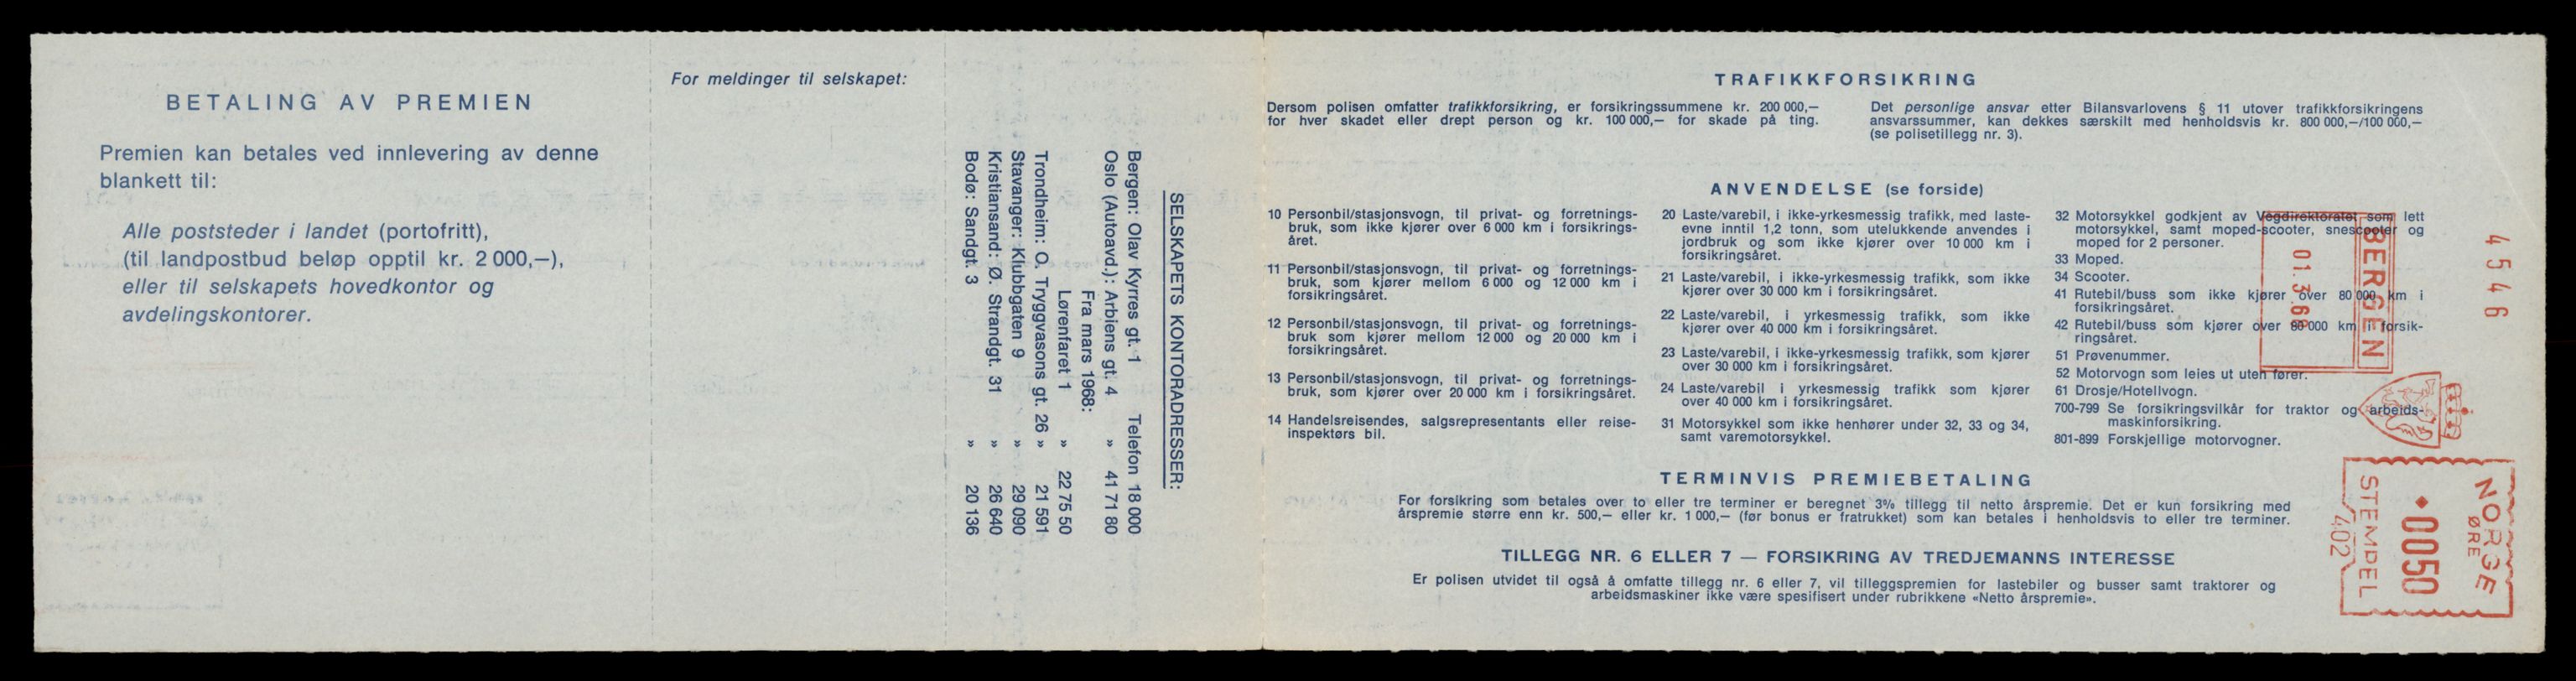 BETALING AV PREMIEN
Premien kan betales ved innlevering av denne
blankett til:
Alle poststeder i landet (portofritt),
(til landpostbud beløp opptil kr. 2 000,—),
eller til selskapets hovedkontor og
avdelingskontorer.
For meldinger til selskapet:
SELSKAPETS KONTORADRESSER:
Bergen: Olav Kyrres gt. 1 Telefon 18 000
Oslo (Autoavd.): Arbiens gt. 4 » 41 71 80
Fra mars 1968:
Lørenfaret 1 » 22 75 50
Trondheim: O. Tryggvasons gt. 26 » 21 591
Stavanger: Klubbgaten 9 » 29 090
Kristiansand: Ø. Strandgt. 31 » 26 640
Bodø: Sandgt. 3 » 20 136
TRAFIKKFORSIKRING
Dersom polisen omfatter trafikkforsikring, er forsikringssummene kr. 200 000,—
for hver skadet eller drept person og kr. 100 000,— for skade på ting.
Det personlige ansvar etter Bilansvarlovens § 11 utover trafikkforsikringens
ansvarssummer, kan dekkes særskilt med henholdsvis kr. 800 000,—/100 000,—
(se polisetillegg nr. 3).
ANVENDELSE (se forside)
10 Personbil/stasjonsvogn, til privat- og forretnings-
bruk, som ikke kjører over 6 000 km i forsikrings-
året.
11 Personbil/stasjonsvogn, til privat- og forretnings-
bruk, som kjører mellom 6 000 og 12 000 km i
forsikringsåret.
12 Personbil/stasjonsvogn, til privat- og forretnings-
bruk som kjører mellom 12 000 og 20 000 km i
forsikringsåret.
13 Personbil/stasjonsvogn, til privat- og forretnings-
bruk, som kjører over 20 000 km i forsikringsåret.
14 Handelsreisendes, salgsrepresentants eller reise-
inspektørs bil.
20 Laste/varebil, i ikke-yrkesmessig trafikk, med laste-
evne inntil 1,2 tonn, som utelukkende anvendes i
jordbruk og som ikke kjører over 10 000 km i
forsikringsåret.
21 Laste/varebil, i ikke-yrkesmessig trafikk, som ikke
kjører over 30 000 km i forsikringsåret.
22 Laste/varebil, i yrkesmessig trafikk, som ikke
kjører over 40 000 km i forsikringsåret.
23 Laste/varebil, i ikke-yrkesmessig trafikk, som kjører
over 30 000 km i forsikringsåret.
24 Laste/varebil i yrkesmessig trafikk som kjører
over 40 000 km i forsikringsåret.
31 Motorsykkel som ikke henhører under 32, 33 og 34,
samt varemotorsykkel.
32 Motorsykkel godkjent av Vegdirektoratet som lett
motorsykkel, samt moped-scooter, snescooter og
moped for 2 personer.
33 Moped.
34 Scooter.
41 Rutebil/buss som ikke kjører over 80 000 km i
forsikringsåret.
42 Rutebil/buss som kjører over 80 000 km i forsik-
ringsåret.
51 Prøvenummer.
52 Motorvogn som leies ut uten fører.
61 Drosje/Hotellvogn.
700-799 Se forsikringsvilkår for traktor og arbeids-
maskinforsikring.
801-899 Forskjellige motorvogner.
TERMINVIS PREMIEBETALING
For forsikring som betales over to eller tre terminer er beregnet 3% tillegg til netto årspremie. Det er kun forsikring med
årspremie større enn kr. 500,— eller kr. 1 000,— (før bonus er fratrukket) som kan betales i henholdsvis to eller tre terminer.
TILLEGG NR. 6 ELLER 7 — FORSIKRING AV TREDJEMANNS INTERESSE
Er polisen utvidet til også å omfatte tillegg nr. 6 eller 7, vil tilleggspremien for lastebiler og busser samt traktorer og
arbeidsmaskiner ikke være spesifisert under rubrikkene «Netto årspremie».
4546
BERGEN
01.3.68
NORGE
ØRE
0050
STEMPEL
402